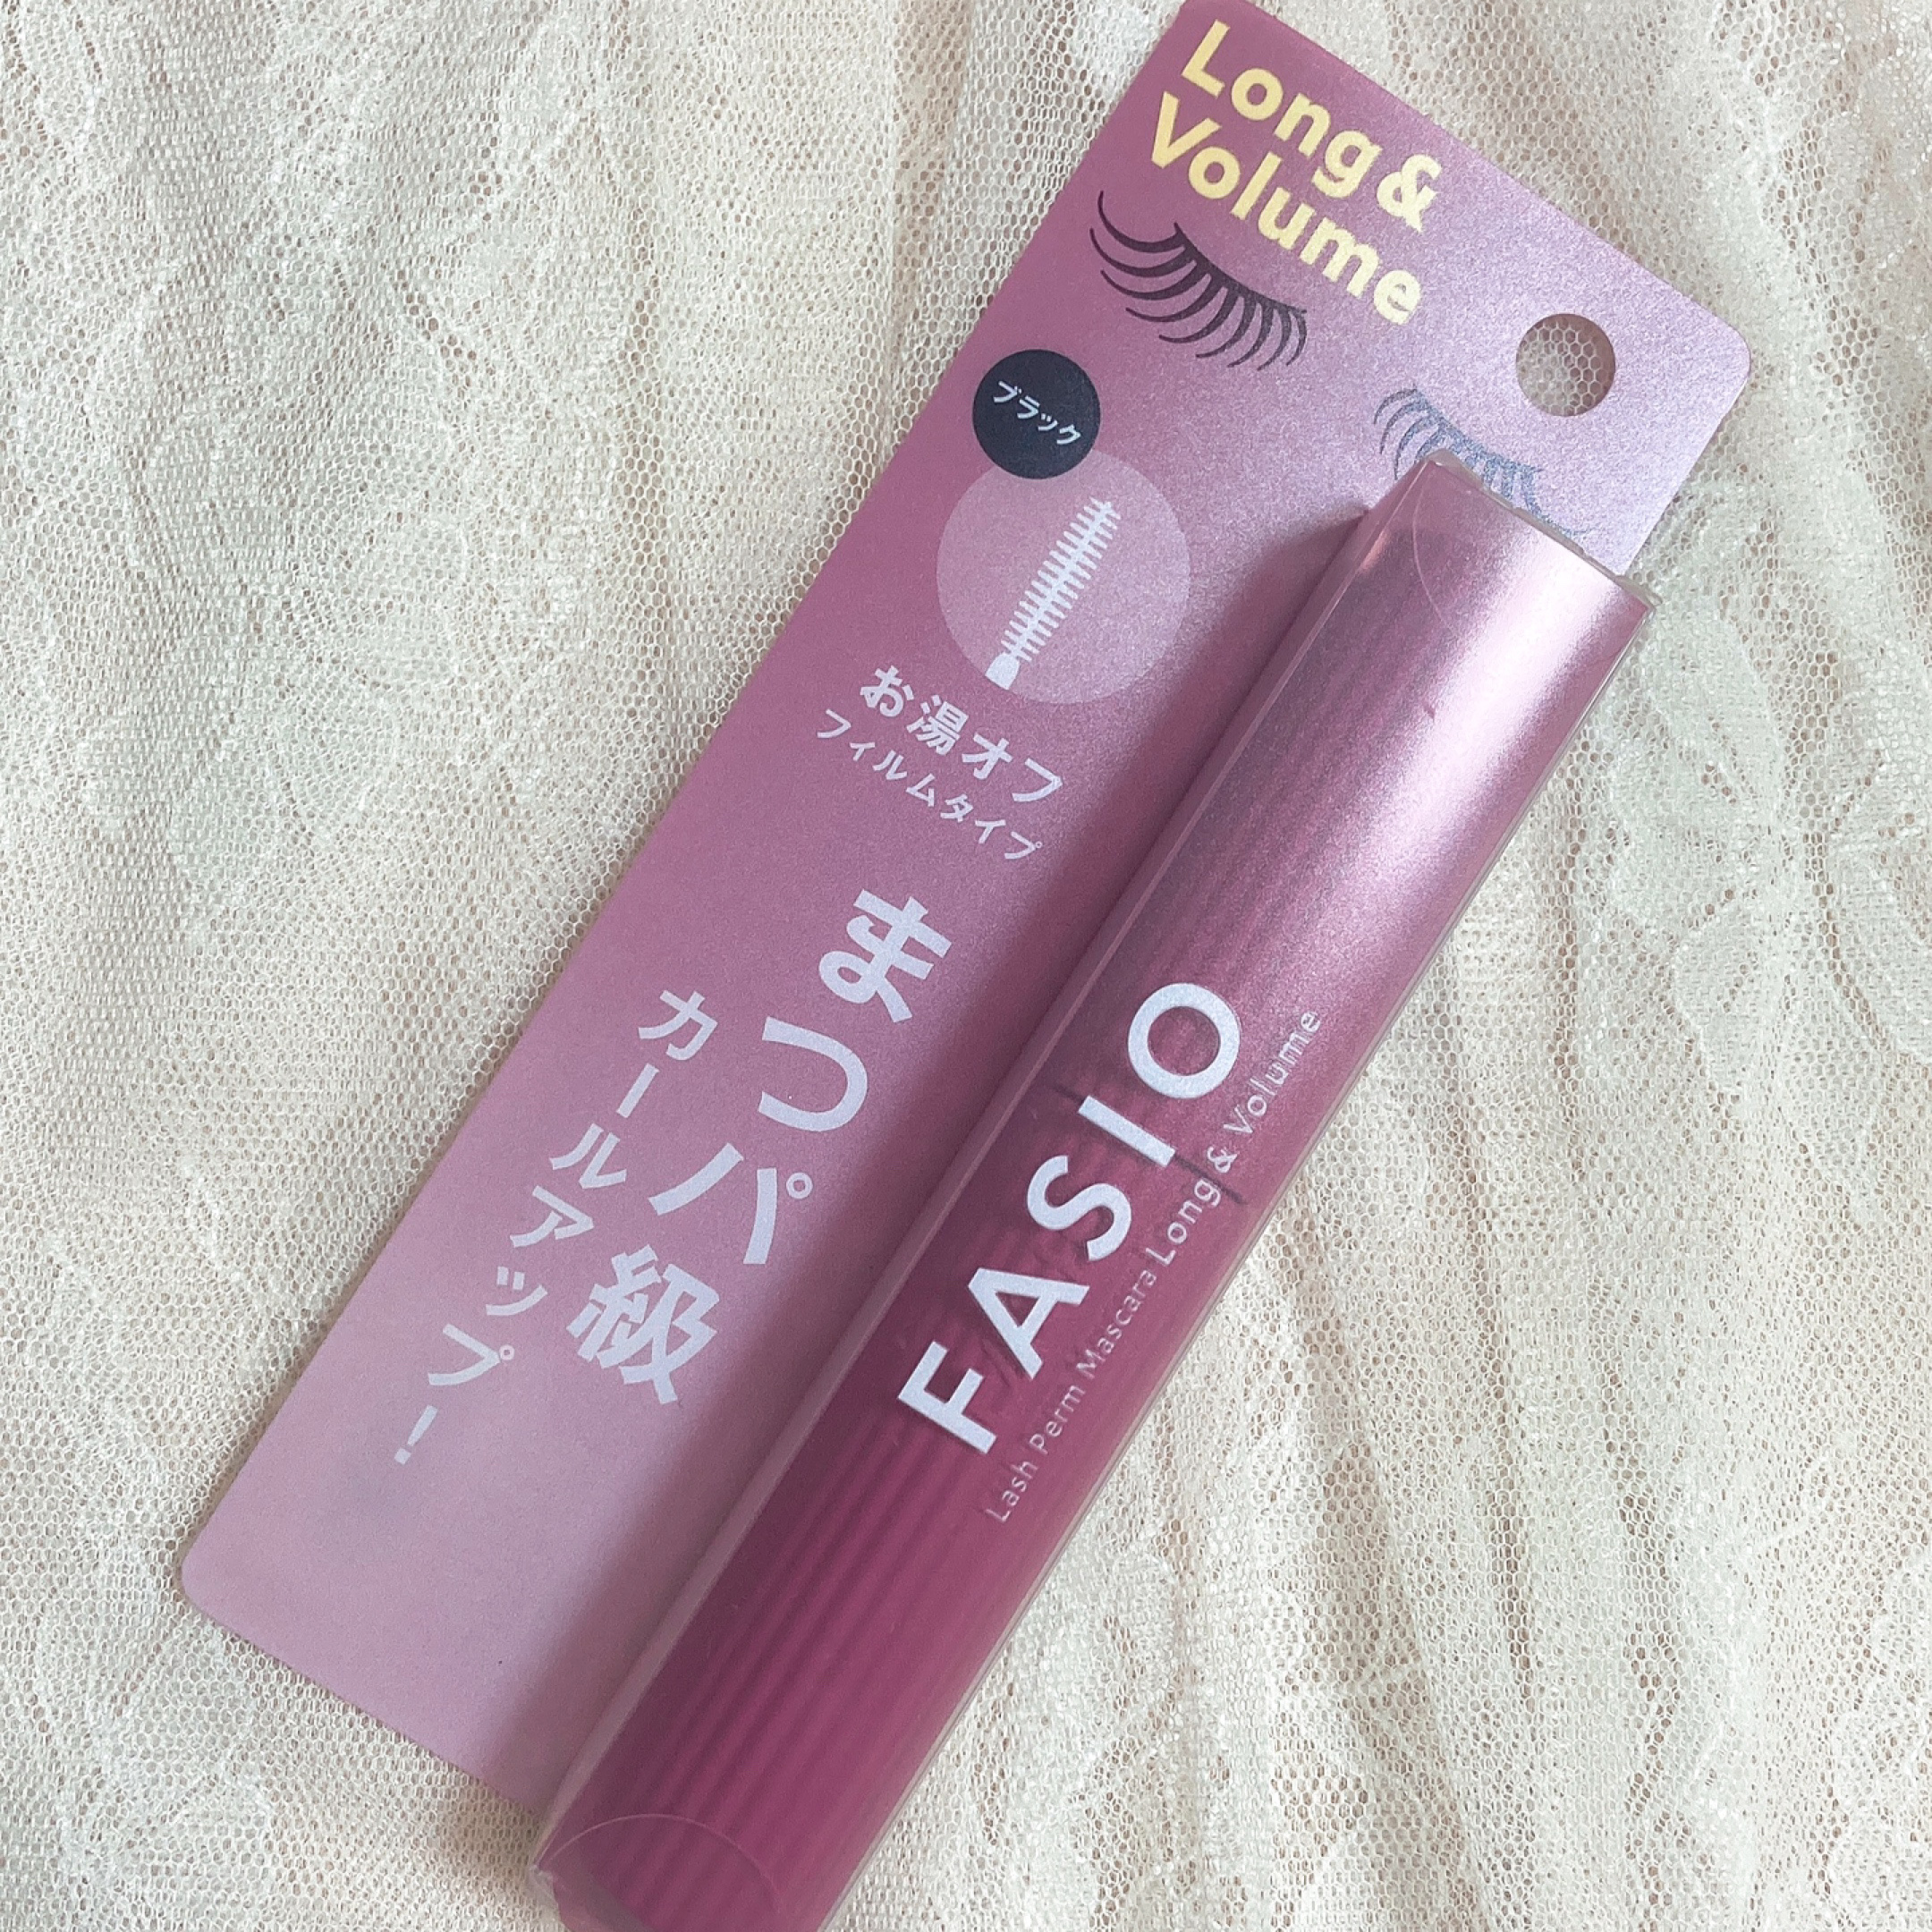 Long &
Volume
ブラック
お湯オフ
フィルムタイプ
まつパ級
カールアップ!
FASIO
Lash Perm Mascara Long & Volume